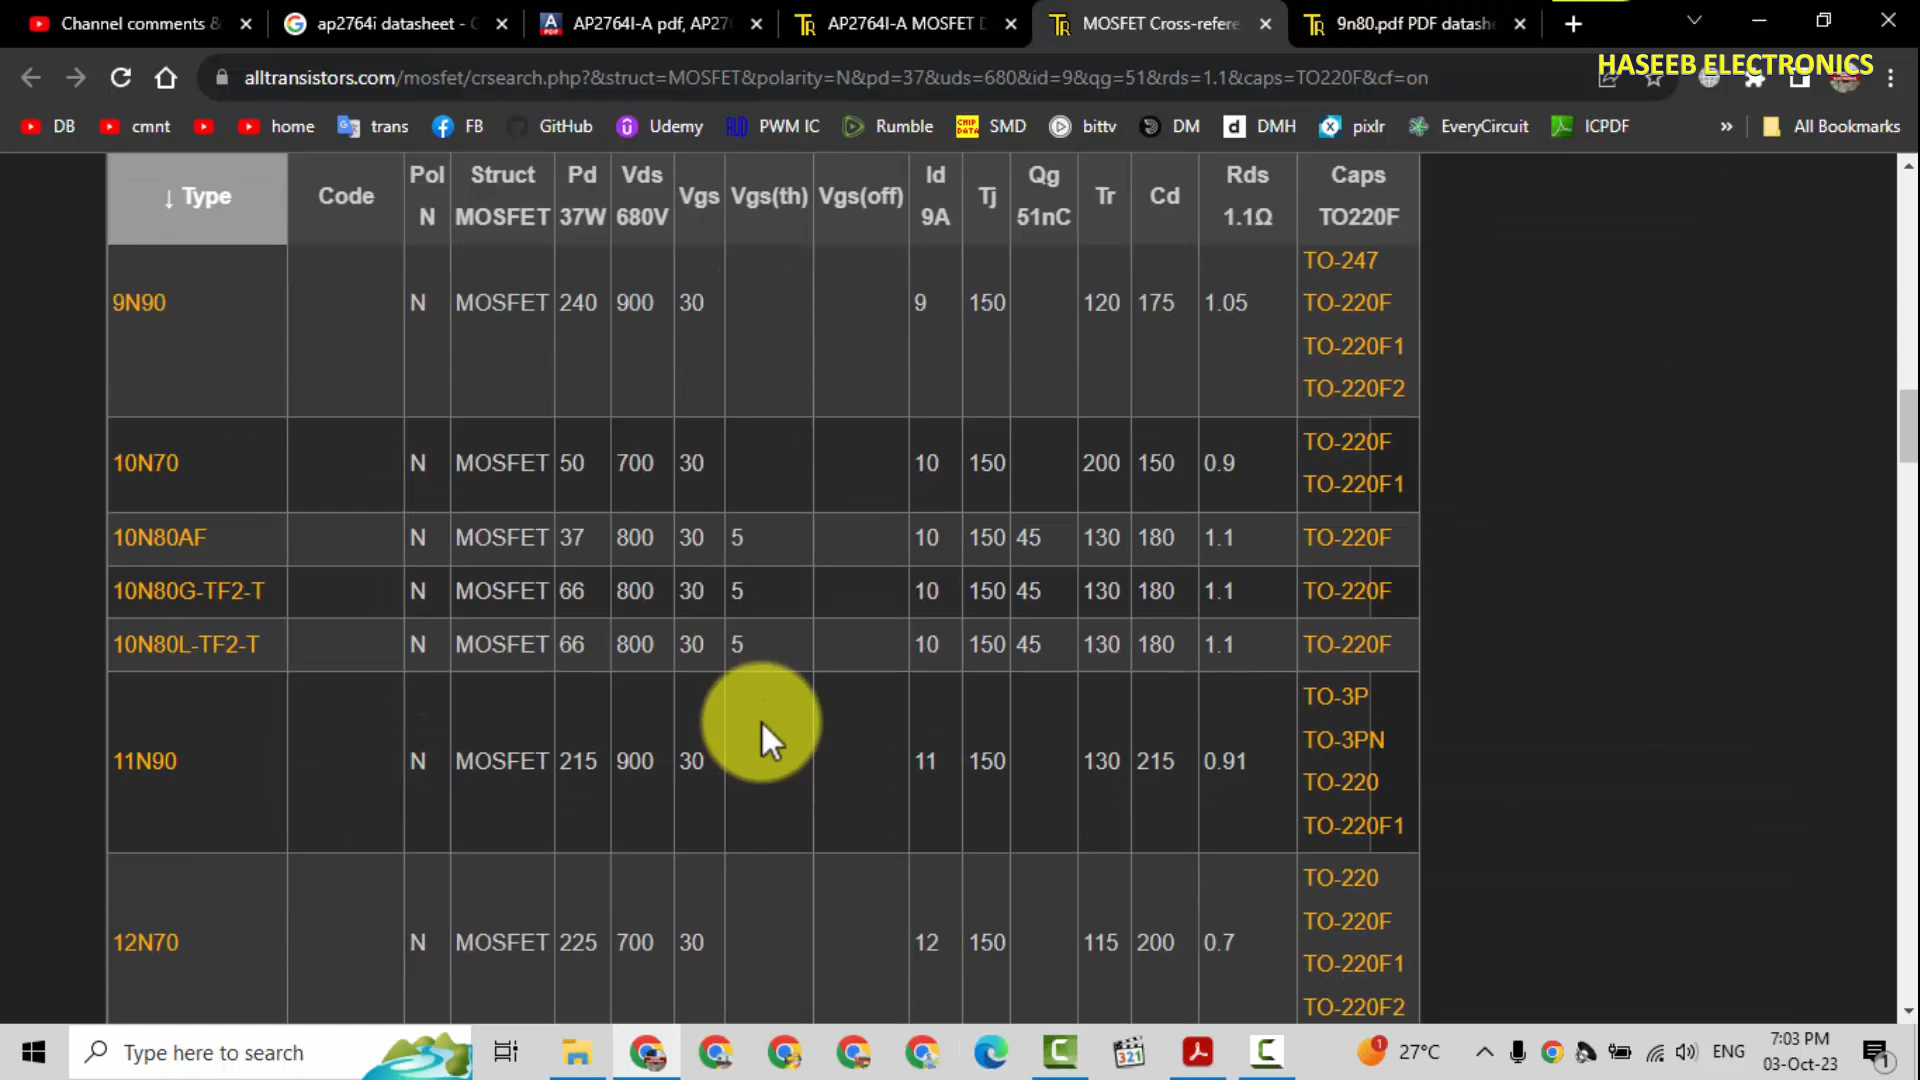 Channel comments &
ap2764i datasheet -
AP2764I-A pdf, AP27
AP2764I-A MOSFET D
MOSFET Cross-refere
9n80.pdf PDF datash
alltransistors.com/mosfet/crsearch.php?&struct=MOSFET&polarity=N&pd=37&uds=680&id=9&qg=51&rds=1.1&caps=TO220F&cf=on
HASEEB ELECTRONICS
DB cmnt home trans FB GitHub Udemy PWM IC Rumble SMD bittv DM DMH pixlr EveryCircuit ICPDF » All Bookmarks
↓ Type Code Pol N Struct MOSFET Pd 37W Vds 680V Vgs Vgs(th) Vgs(off) Id 9A Tj Qg 51nC Tr Cd Rds 1.1Ω Caps TO220F
TO-247
9N90 N MOSFET 240 900 30 9 150 120 175 1.05 TO-220F
TO-220F1
TO-220F2
TO-220F
10N70 N MOSFET 50 700 30 10 150 200 150 0.9
TO-220F1
10N80AF N MOSFET 37 800 30 5 10 150 45 130 180 1.1 TO-220F
10N80G-TF2-T N MOSFET 66 800 30 5 10 150 45 130 180 1.1 TO-220F
10N80L-TF2-T N MOSFET 66 800 30 5 10 150 45 130 180 1.1 TO-220F
TO-3P
TO-3PN
11N90 N MOSFET 215 900 30 11 150 130 215 0.91
TO-220
TO-220F1
TO-220
TO-220F
12N70 N MOSFET 225 700 30 12 150 115 200 0.7
TO-220F1
TO-220F2
Type here to search
321
1
27°C
ENG
7:03 PM
03-Oct-23
1